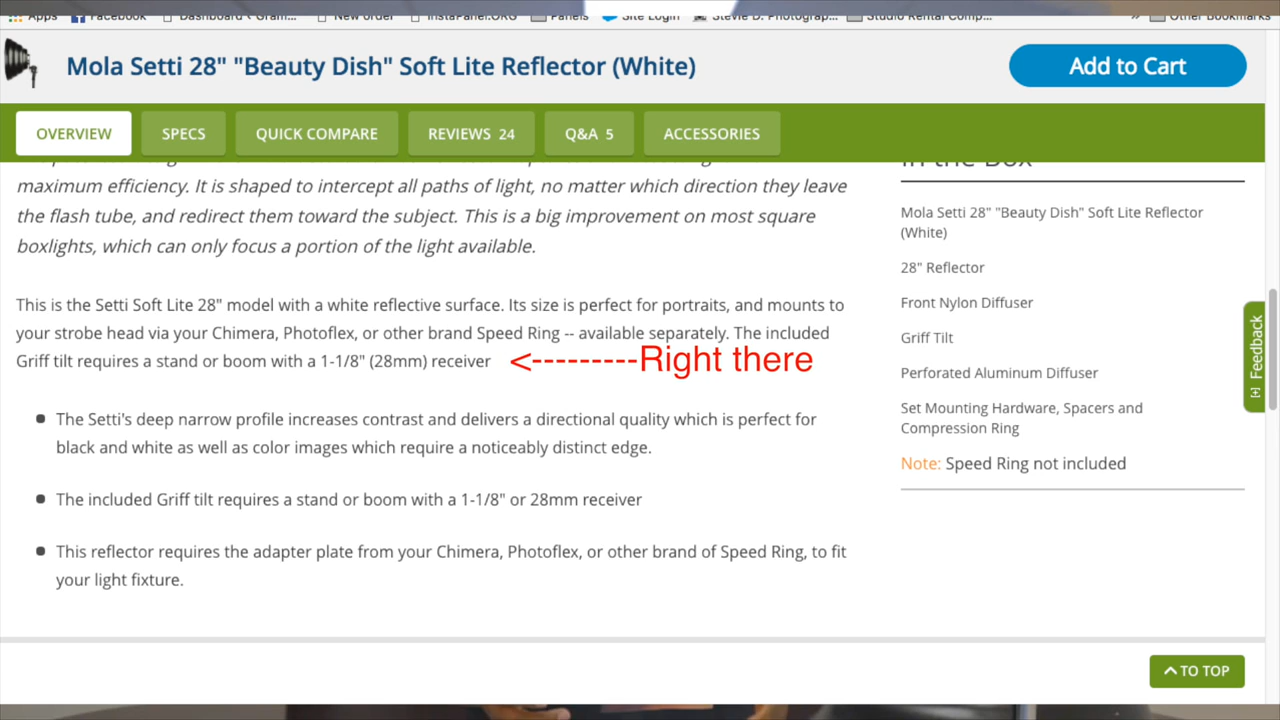 Apps Facebook Dashboard - Gram... New order InstaPanel.ORG Panels Site Login Stevie D. Photograp... Studio Rental Comp... » Other Bookmarks
Mola Setti 28" "Beauty Dish" Soft Lite Reflector (White)
Add to Cart
OVERVIEW
SPECS
QUICK COMPARE
REVIEWS 24
Q&A 5
ACCESSORIES
maximum efficiency. It is shaped to intercept all paths of light, no matter which direction they leave
the flash tube, and redirect them toward the subject. This is a big improvement on most square
boxlights, which can only focus a portion of the light available.
This is the Setti Soft Lite 28" model with a white reflective surface. Its size is perfect for portraits, and mounts to
your strobe head via your Chimera, Photoflex, or other brand Speed Ring -- available separately. The included
Griff tilt requires a stand or boom with a 1-1/8" (28mm) receiver <---------Right there
The Setti's deep narrow profile increases contrast and delivers a directional quality which is perfect for
black and white as well as color images which require a noticeably distinct edge.
The included Griff tilt requires a stand or boom with a 1-1/8" or 28mm receiver
This reflector requires the adapter plate from your Chimera, Photoflex, or other brand of Speed Ring, to fit
your light fixture.
In the Box
Mola Setti 28" "Beauty Dish" Soft Lite Reflector
(White)
28" Reflector
Front Nylon Diffuser
Griff Tilt
Perforated Aluminum Diffuser
Set Mounting Hardware, Spacers and
Compression Ring
Note: Speed Ring not included
[+] Feedback
TO TOP